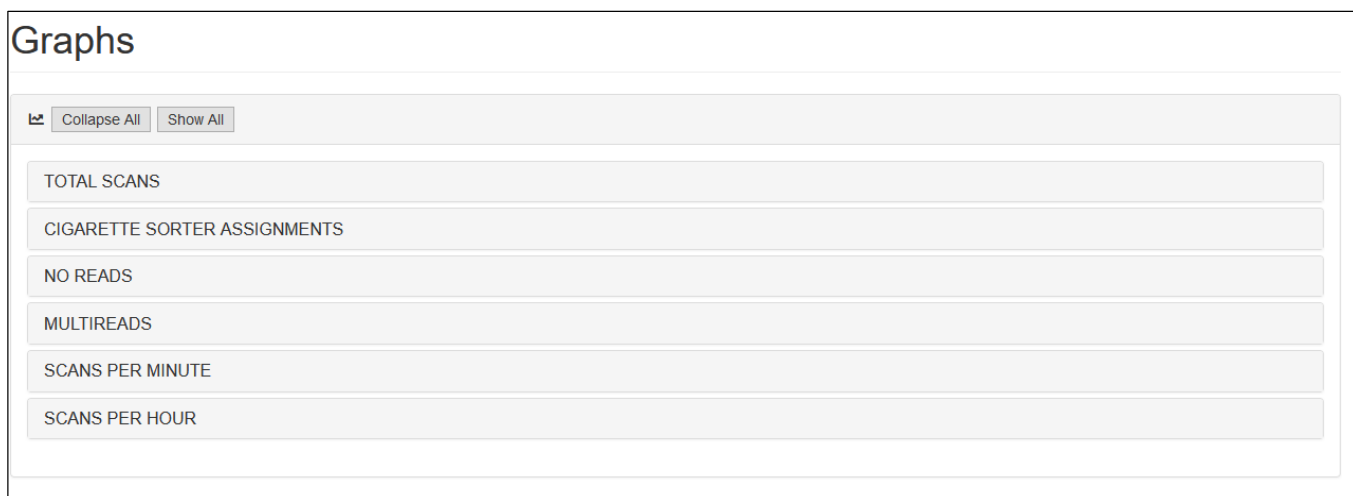 Graphs
Collapse All Show All
TOTAL SCANS
CIGARETTE SORTER ASSIGNMENTS
NO READS
MULTIREADS
SCANS PER MINUTE
SCANS PER HOUR